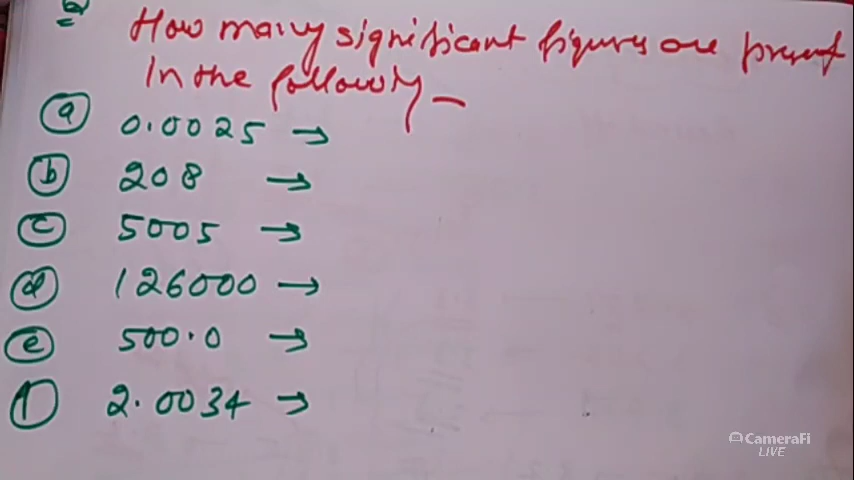 Q
How many significant figures are present
in the following -
(a) 0.0025 →
(b) 208 →
(c) 5005 →
(d) 126000 →
(e) 500.0 →
(f) 2.0034 →
CameraFi
LIVE